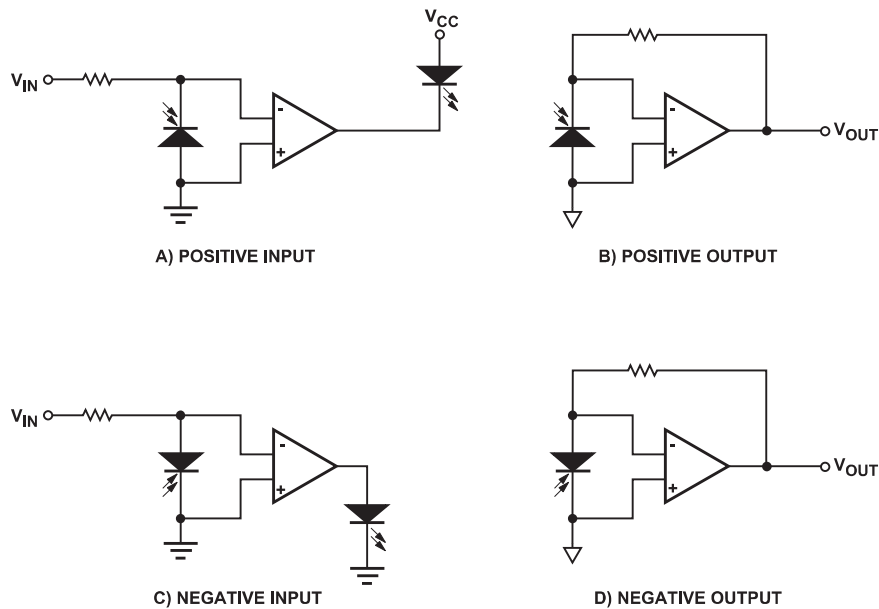 V_CC
V_IN
-
+
-
+
V_OUT
A) POSITIVE INPUT
B) POSITIVE OUTPUT
V_IN
-
+
-
+
V_OUT
C) NEGATIVE INPUT
D) NEGATIVE OUTPUT